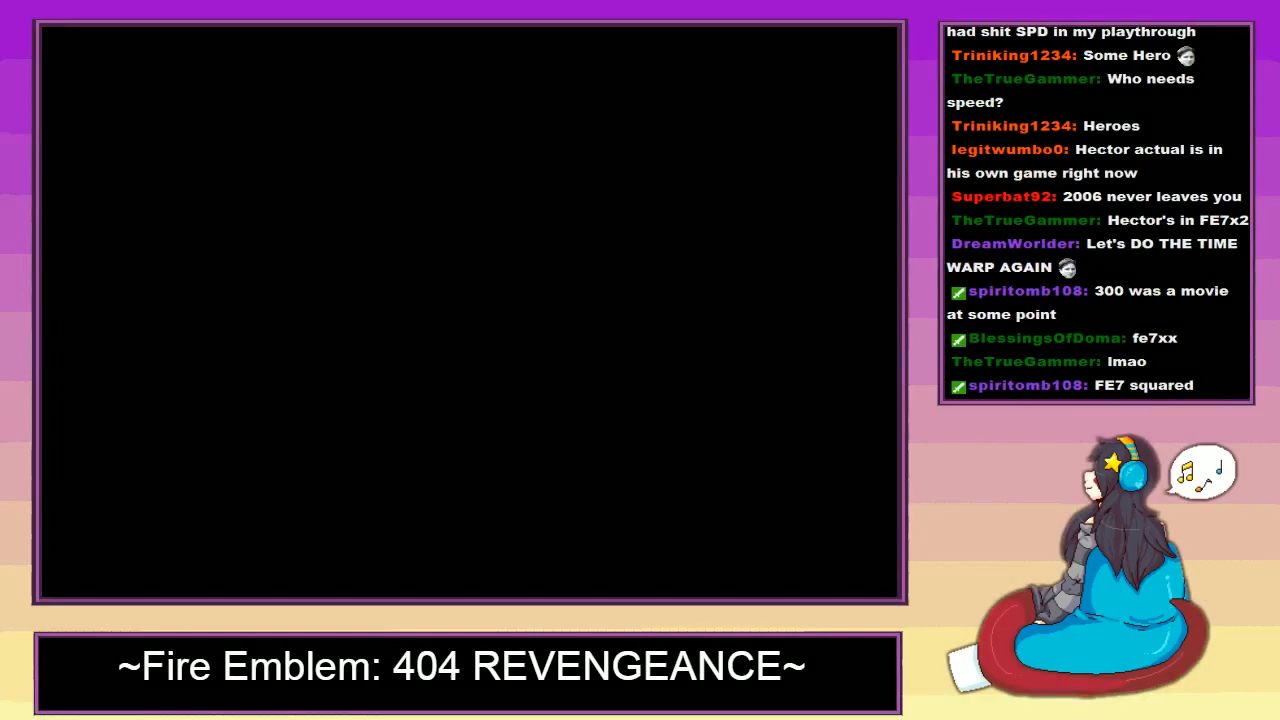 had shit SPD in my playthrough
Triniking1234: Some Hero
TheTrueGammer: Who needs
speed?
Triniking1234: Heroes
legitwumbo0: Hector actual is in
his own game right now
Superbat92: 2006 never leaves you
TheTrueGammer: Hector's in FE7x2
DreamWorlder: Let's DO THE TIME
WARP AGAIN
spiritomb108: 300 was a movie
at some point
BlessingsOfDoma: fe7xx
TheTrueGammer: lmao
spiritomb108: FE7 squared
~Fire Emblem: 404 REVENGEANCE~